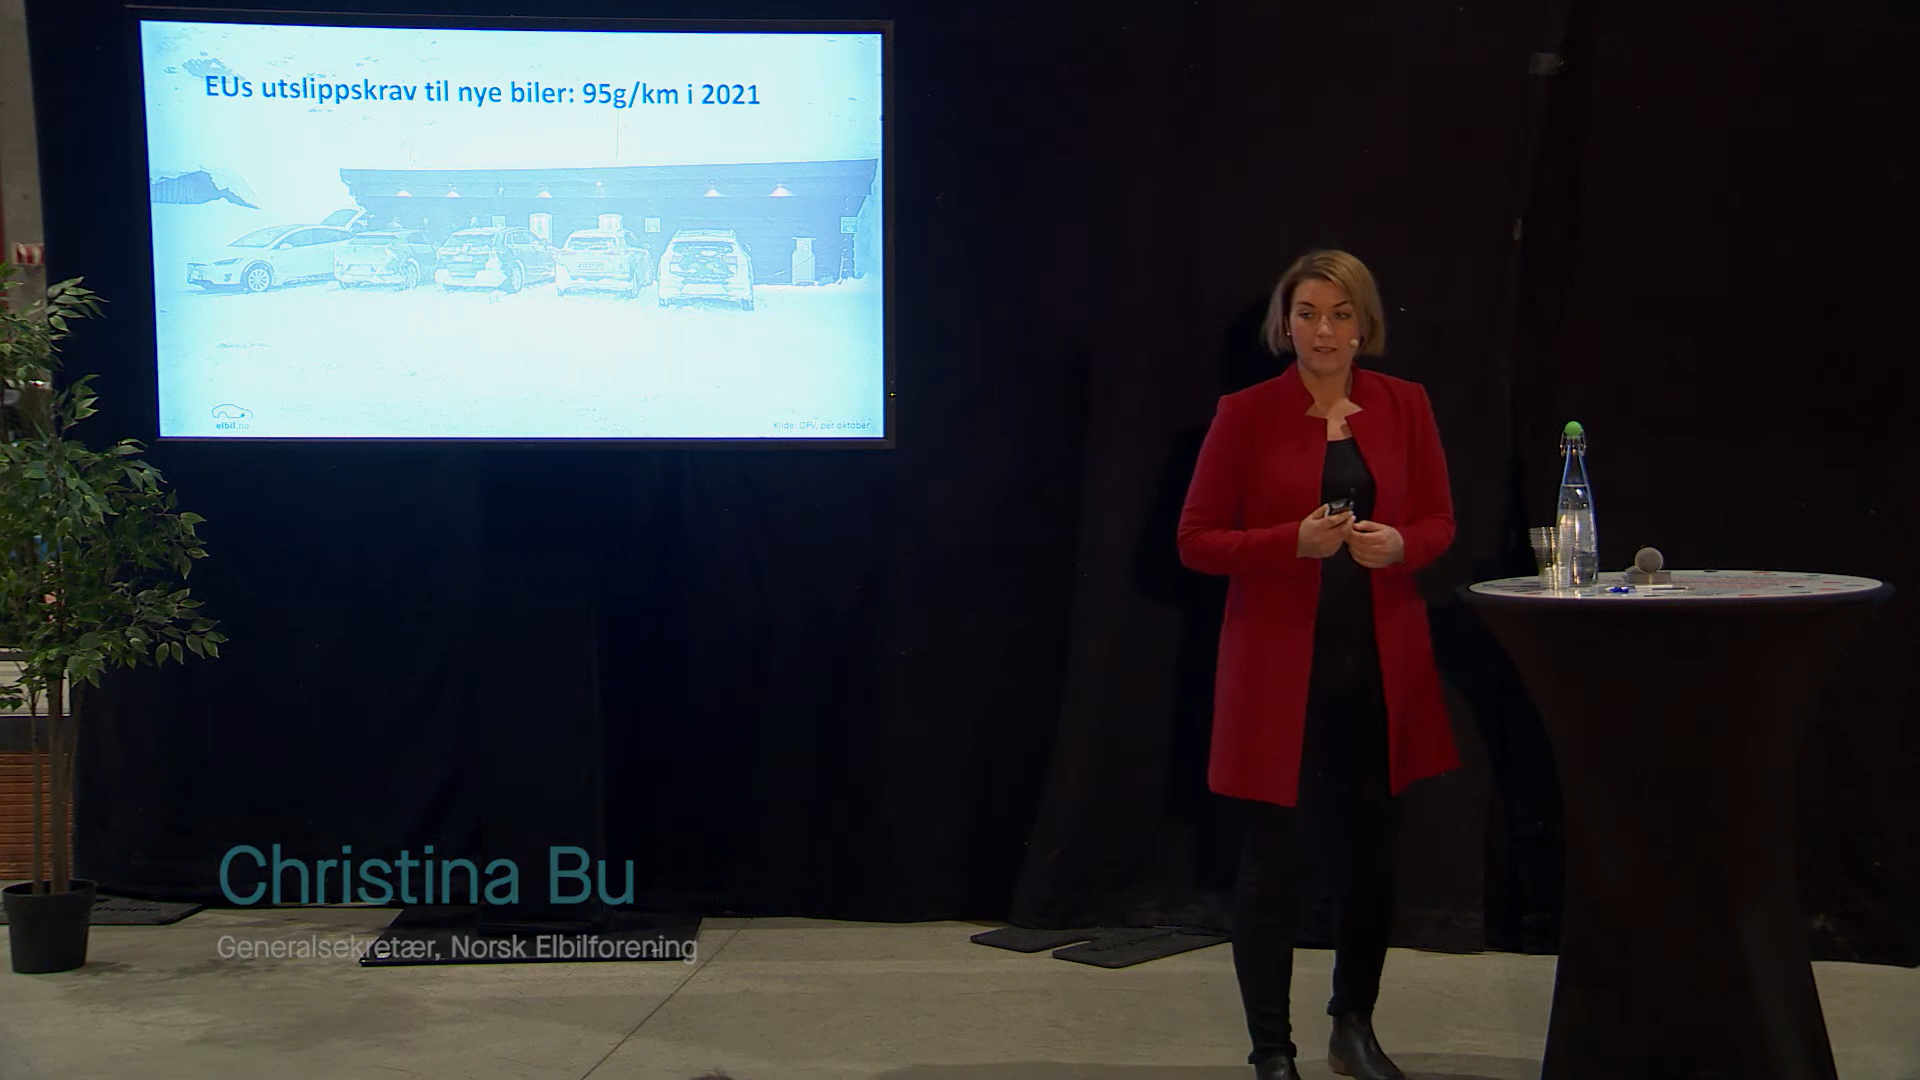 EUs utslippskrav til nye biler: 95g/km i 2021
elbil.no
Kilde: OFV, per oktober
Christina Bu
Generalsekretær, Norsk Elbilforening